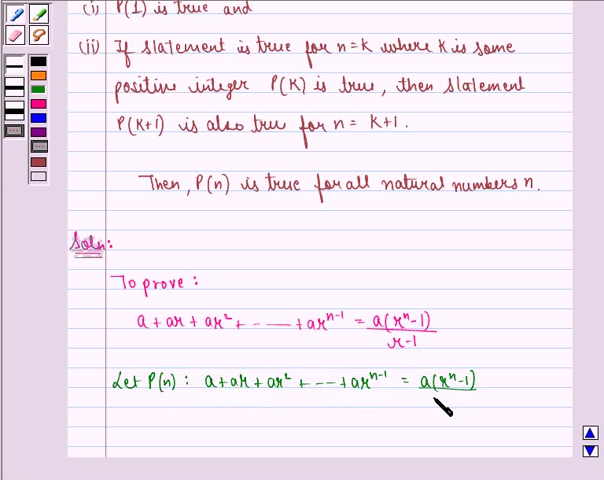 (i) P(1) is true and
(ii) If statement is true for n=k where k is some
positive integer P(k) is true, then statement
P(k+1) is also true for n = k+1.
Then, P(n) is true for all natural numbers n.
Soln:
To prove :
a + ar + ar² + - - — + arⁿ⁻¹ = a(rⁿ-1)
r-1
Let P(n) : a + ar + ar² + - - - + arⁿ⁻¹ = a(rⁿ-1)